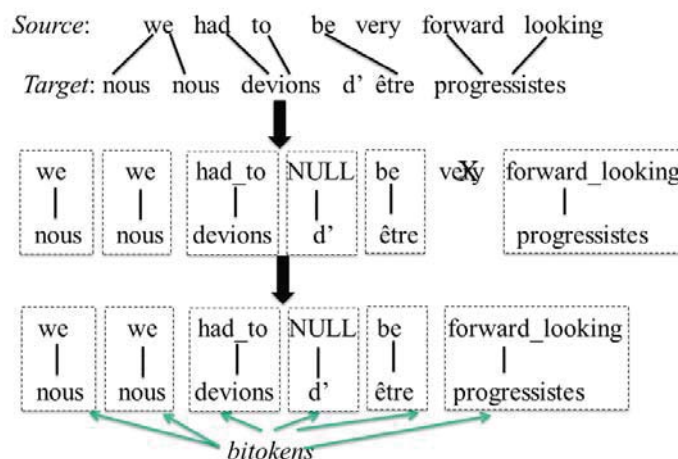 Source: we had to be very forward looking
Target: nous nous devions d' être progressistes
we we had_to NULL be very X forward_looking
nous nous devions d' être progressistes
we we had_to NULL be forward_looking
nous nous devions d' être progressistes
bitokens